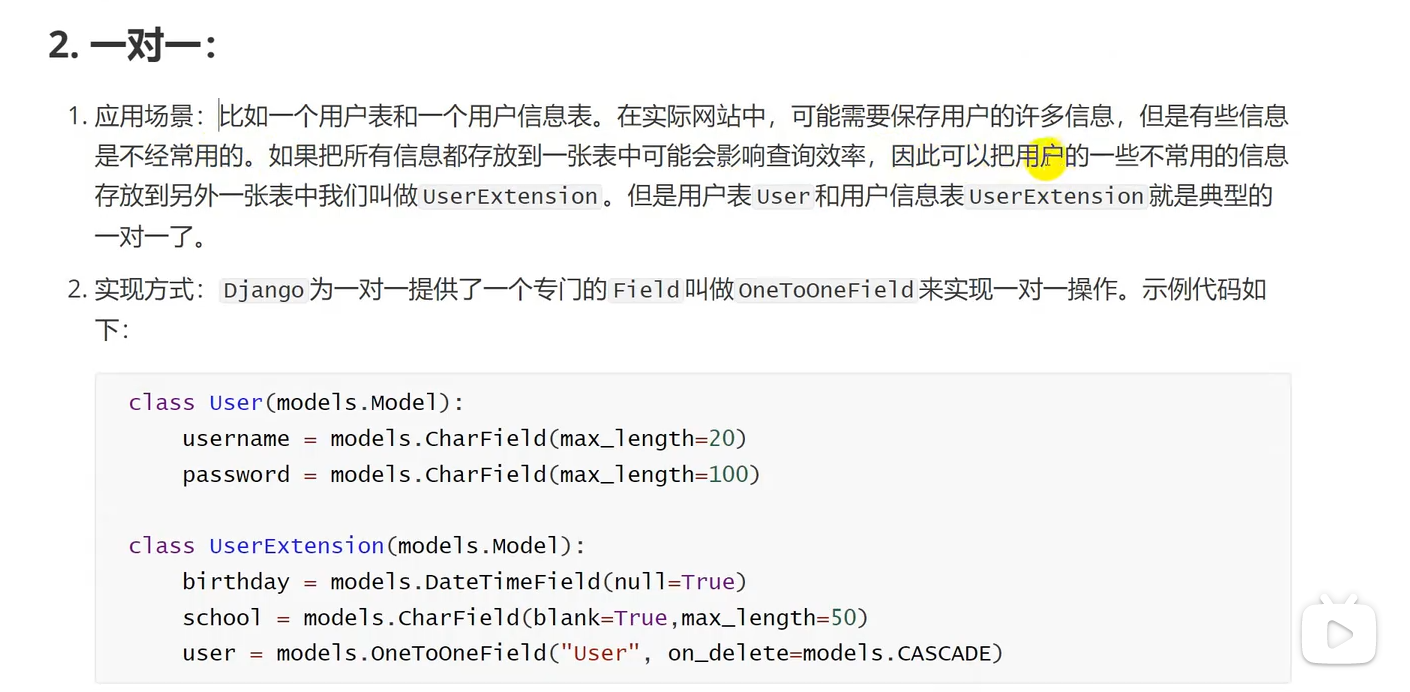 2. 一对一：
1. 应用场景：比如一个用户表和一个用户信息表。在实际网站中，可能需要保存用户的许多信息，但是有些信息
是不经常用的。如果把所有信息都存放到一张表中可能会影响查询效率，因此可以把用户的一些不常用的信息
存放到另外一张表中我们叫做UserExtension。但是用户表User和用户信息表UserExtension就是典型的
一对一了。
2. 实现方式：Django为一对一提供了一个专门的Field叫做OneToOneField来实现一对一操作。示例代码如
下：
class User(models.Model):
    username = models.CharField(max_length=20)
    password = models.CharField(max_length=100)
class UserExtension(models.Model):
    birthday = models.DateTimeField(null=True)
    school = models.CharField(blank=True,max_length=50)
    user = models.OneToOneField("User", on_delete=models.CASCADE)